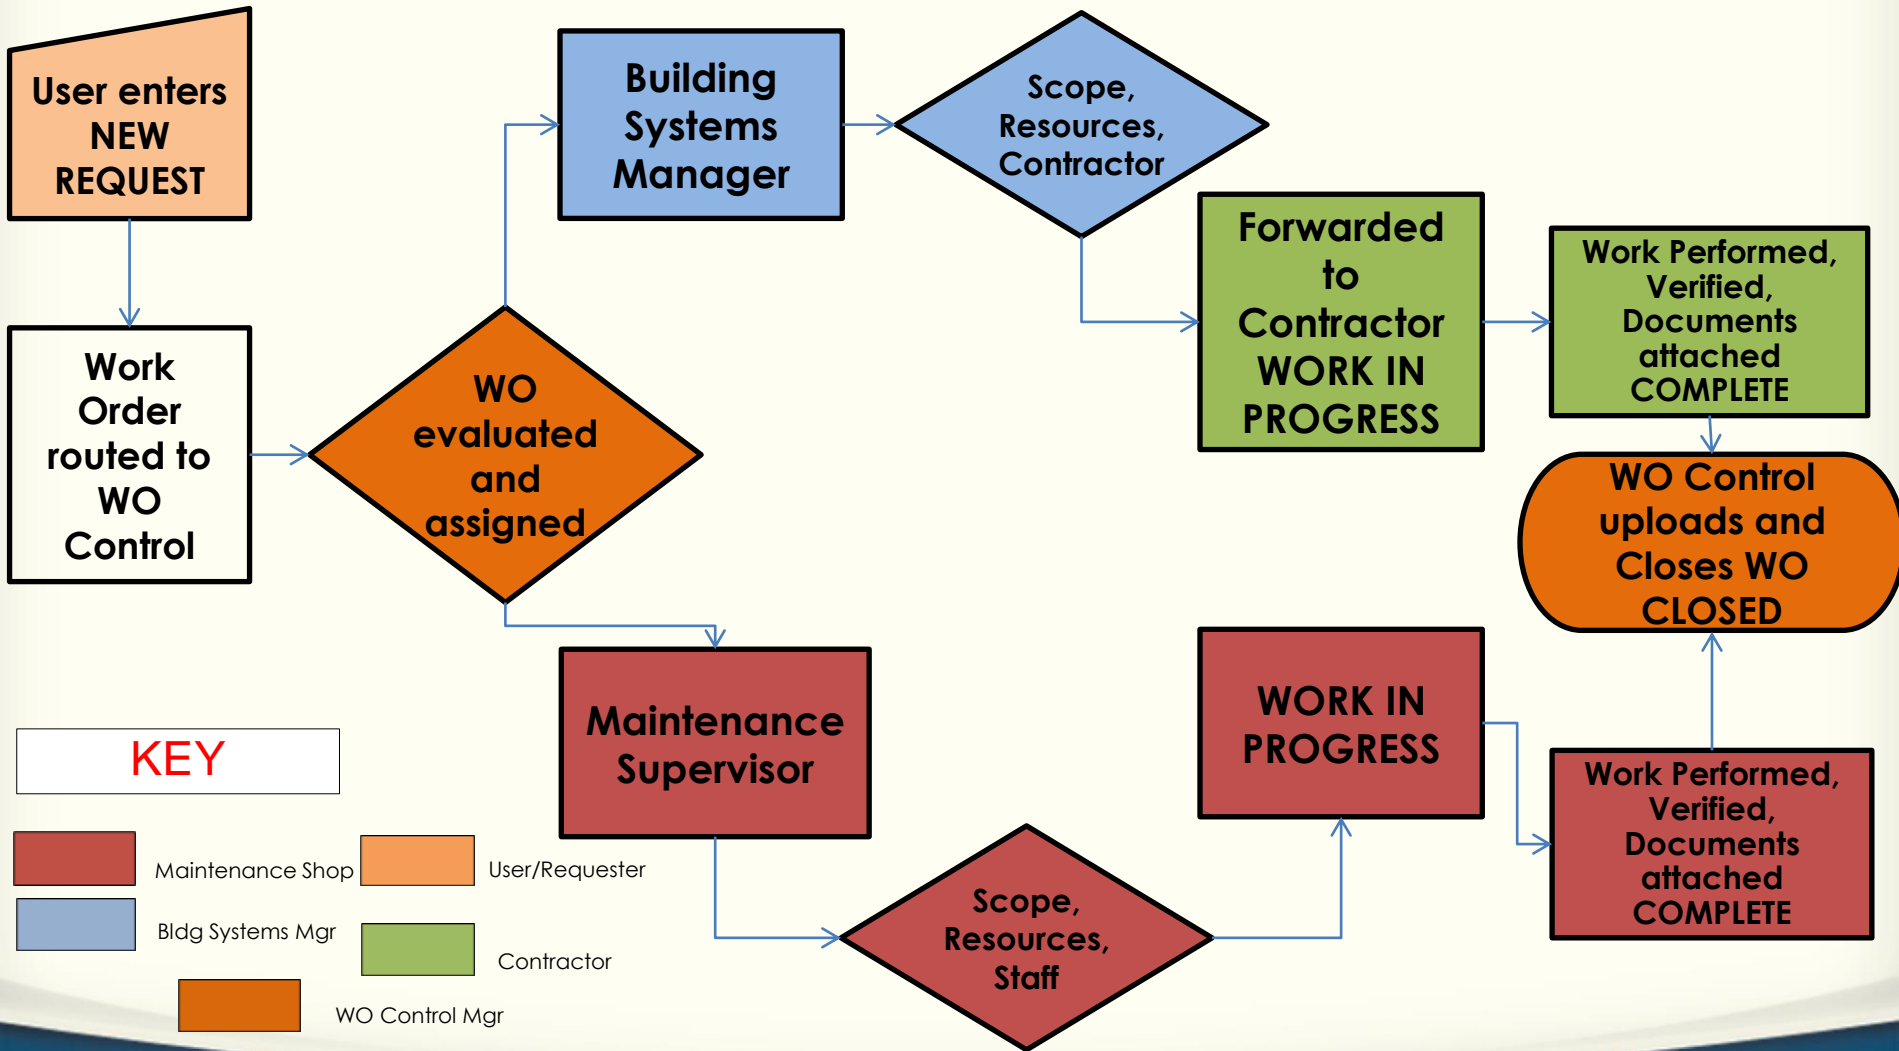 User enters
NEW
REQUEST
Work
Order
routed to
WO
Control
WO
evaluated
and
assigned
Building
Systems
Manager
Scope,
Resources,
Contractor
Forwarded
to
Contractor
WORK IN
PROGRESS
Work Performed,
Verified,
Documents
attached
COMPLETE
WO Control
uploads and
Closes WO
CLOSED
Maintenance
Supervisor
Scope,
Resources,
Staff
WORK IN
PROGRESS
Work Performed,
Verified,
Documents
attached
COMPLETE
KEY
Maintenance Shop
User/Requester
Bldg Systems Mgr
Contractor
WO Control Mgr